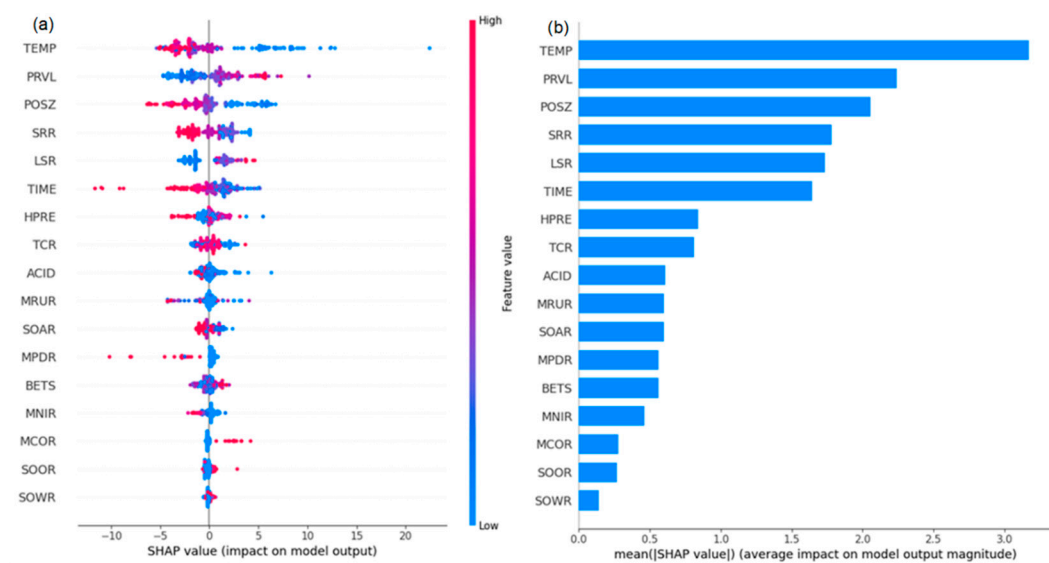 (a)
High
TEMP
PRVL
POSZ
SRR
LSR
TIME
HPRE
TCR
ACID
MRUR
SOAR
MPDR
BETS
MNIR
MCOR
SOOR
SOWR
Feature value
Low
−10 −5 0 5 10 15 20
SHAP value (impact on model output)
(b)
TEMP
PRVL
POSZ
SRR
LSR
TIME
HPRE
TCR
ACID
MRUR
SOAR
MPDR
BETS
MNIR
MCOR
SOOR
SOWR
0.0 0.5 1.0 1.5 2.0 2.5 3.0
mean(|SHAP value|) (average impact on model output magnitude)